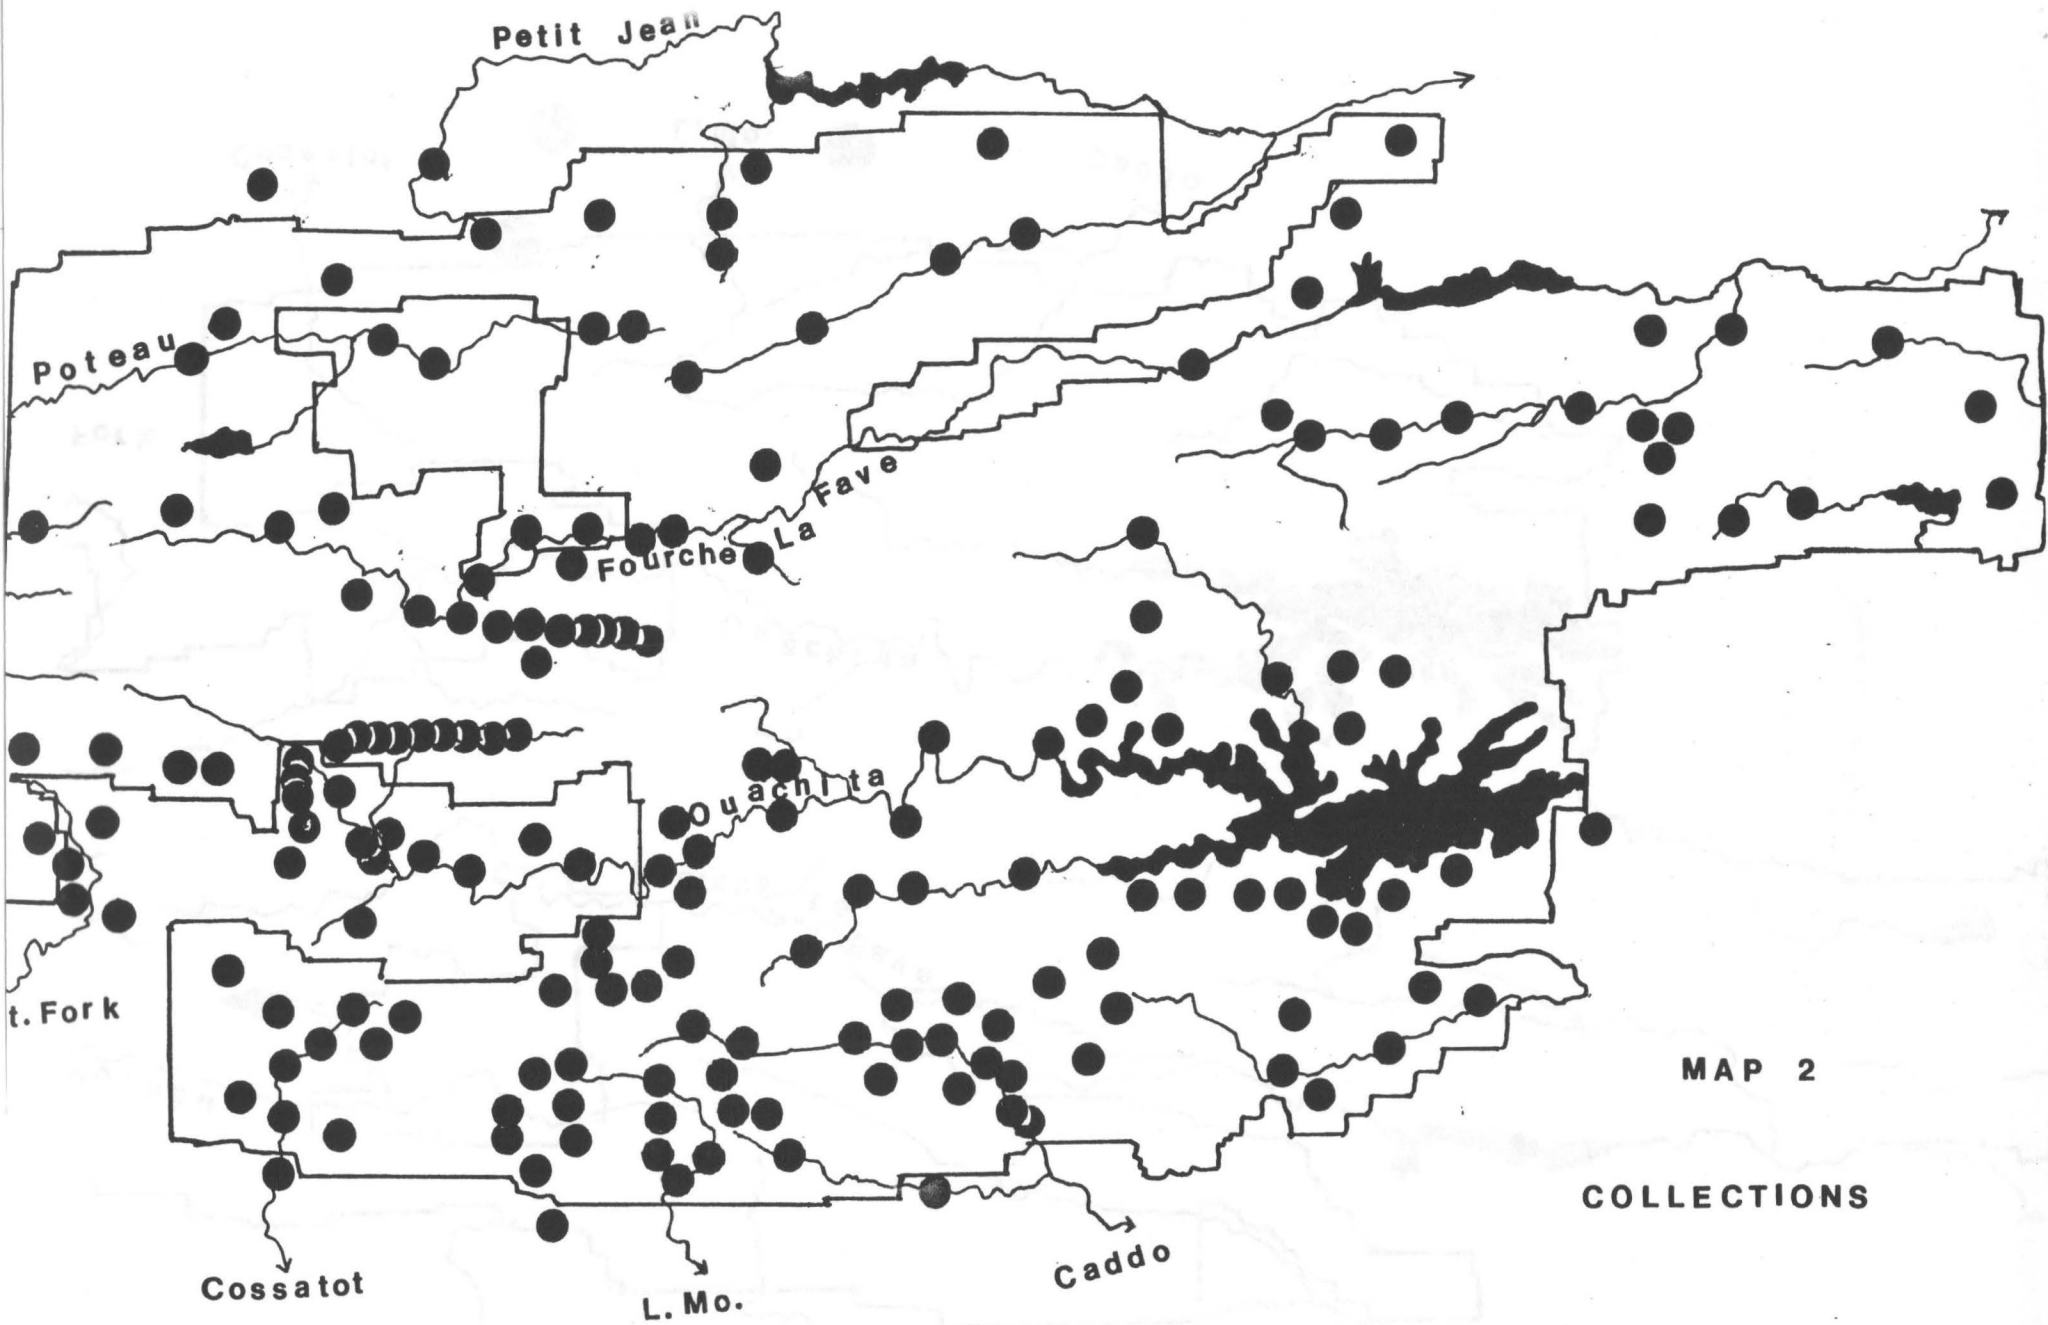 Petit Jean
Poteau
Fourche La Fave
Ouachita
t. Fork
MAP 2
COLLECTIONS
Caddo
Cossatot
L. Mo.